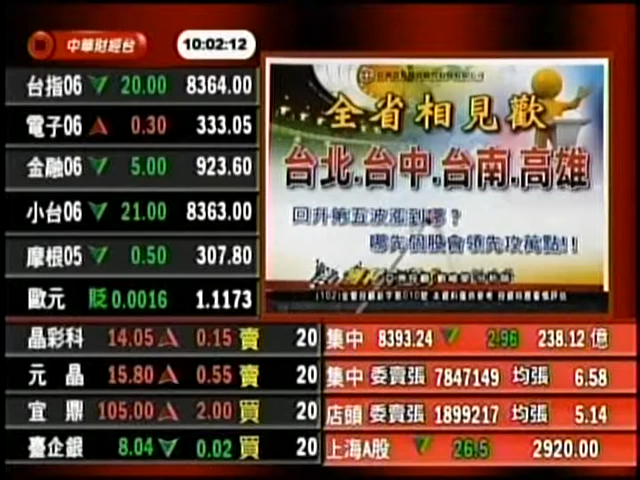 中華財經台 10:02:12
台指06 20.00 8364.00
電子06 0.30 333.05
金融06 5.00 923.60
小台06 21.00 8363.00
摩根05 0.50 307.80
歐元 貶0.0016 1.1173
全省相見歡
台北.台中.台南.高雄
回升第五波漲到哪?
哪先個股會領先攻萬點!!
晶彩科 14.05 0.15 賣 20
元晶 15.80 0.55 賣 20
宜鼎 105.00 2.00 買 20
臺企銀 8.04 0.02 買 20
集中 8393.24 2.96 238.12 億
集中 委賣張 7847149 均張 6.58
店頭 委賣張 1899217 均張 5.14
上海A股 26.5 2920.00